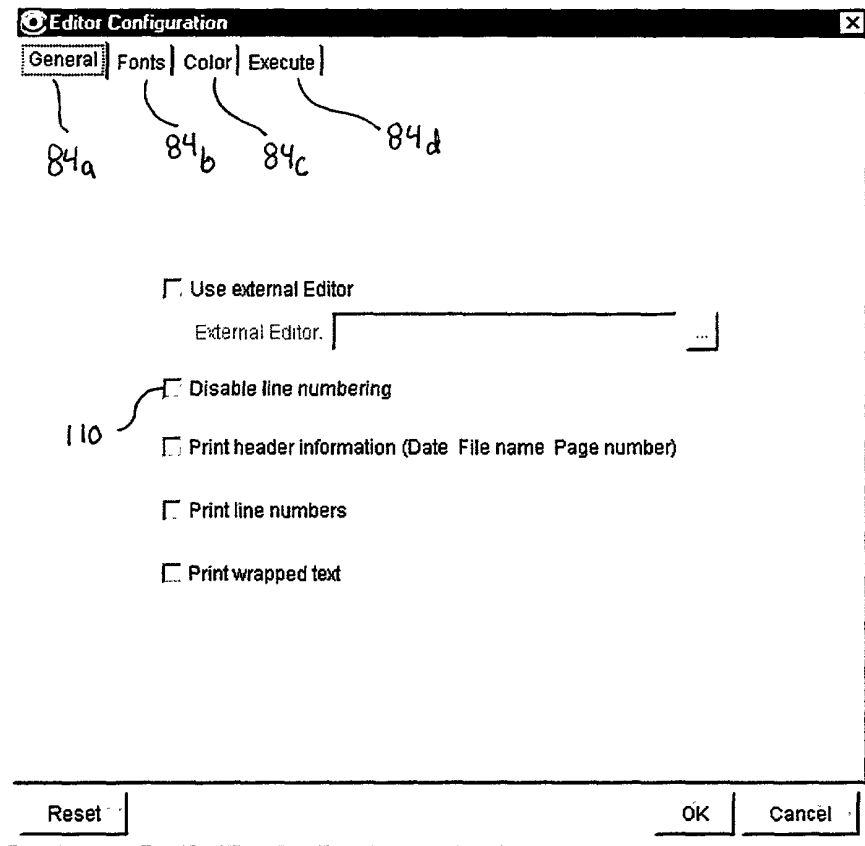 Editor Configuration
General Fonts Color Execute
84a 84b 84c 84d
Use external Editor
External Editor. ...
Disable line numbering
110
Print header information (Date File name Page number)
Print line numbers
Print wrapped text
Reset OK Cancel